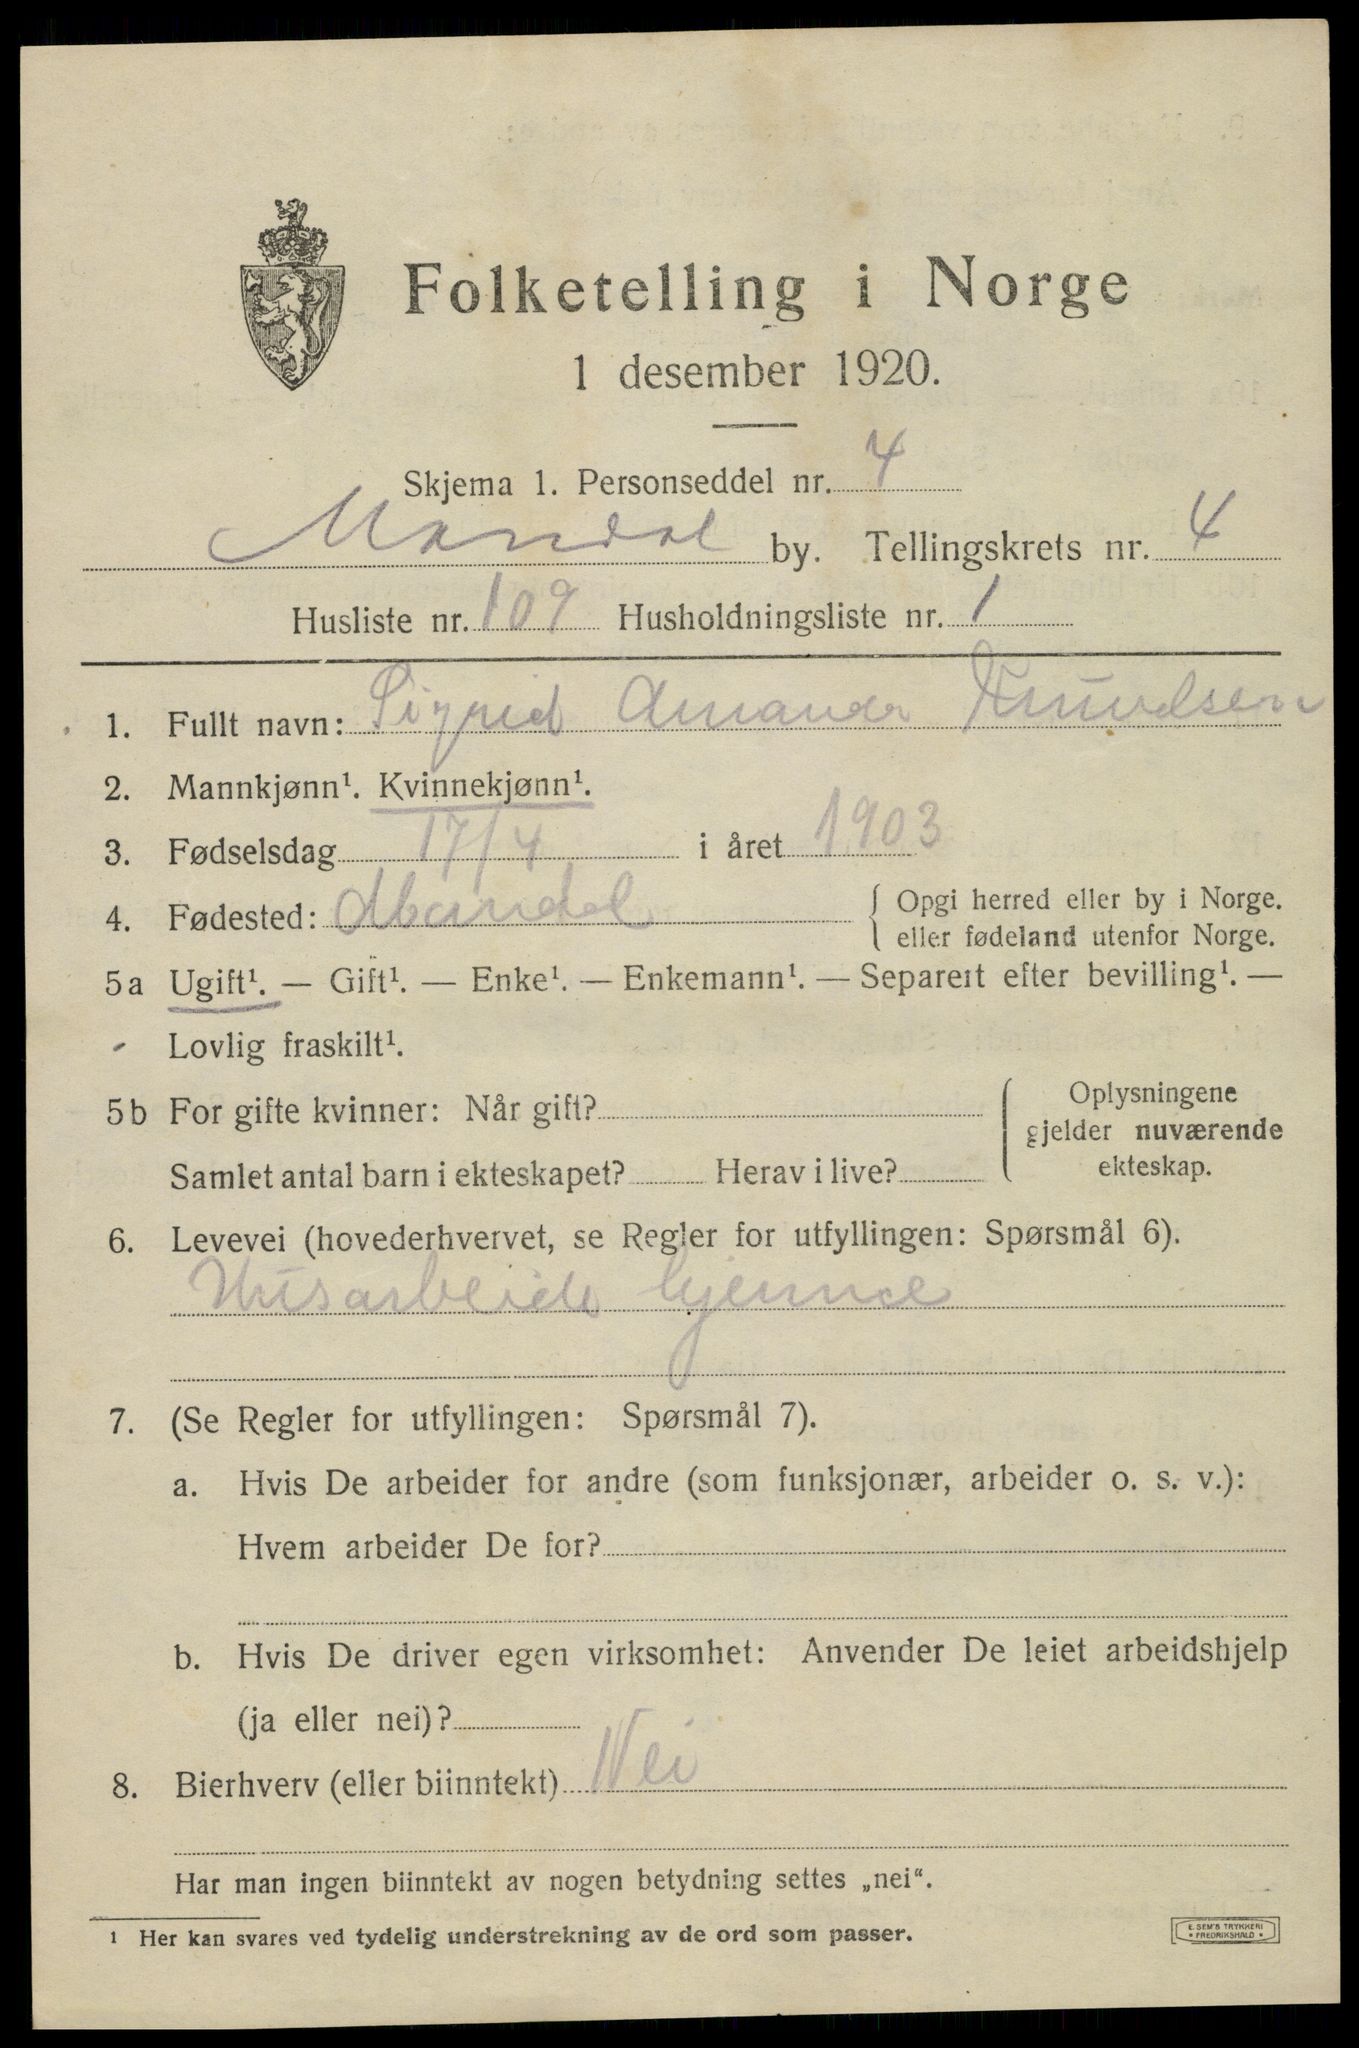 Folketelling i Norge
1 desember 1920.
Skjema 1. Personseddel nr. 4
Mandal by. Tellingskrets nr. 4
Husliste nr. 109 Husholdningsliste nr. 1
1. Fullt navn: Sigrid Amanda Knudsen
2. Mannkjønn¹. Kvinnekjønn¹.
3. Fødselsdag 17/4 i året 1903
4. Fødested: Mandal { Opgi herred eller by i Norge.
eller fødeland utenfor Norge.
5a Ugift¹. — Gift¹. — Enke¹. — Enkemann¹. — Separert efter bevilling¹. —
Lovlig fraskilt¹.
5b For gifte kvinner: Når gift? { Oplysningene
gjelder nuværende
Samlet antal barn i ekteskapet? Herav i live? ekteskap.
6. Levevei (hovederhvervet, se Regler for utfyllingen: Spørsmål 6).
Husarbeide hjemme
7. (Se Regler for utfyllingen: Spørsmål 7).
a. Hvis De arbeider for andre (som funksjonær, arbeider o. s. v.):
Hvem arbeider De for?
b. Hvis De driver egen virksomhet: Anvender De leiet arbeidshjelp
(ja eller nei)?
8. Bierhverv (eller biinntekt) Nei
Har man ingen biinntekt av nogen betydning settes „nei“.
¹ Her kan svares ved tydelig understrekning av de ord som passer.
E. SEM'S TRYKKERI
• FREDRIKSHALD •